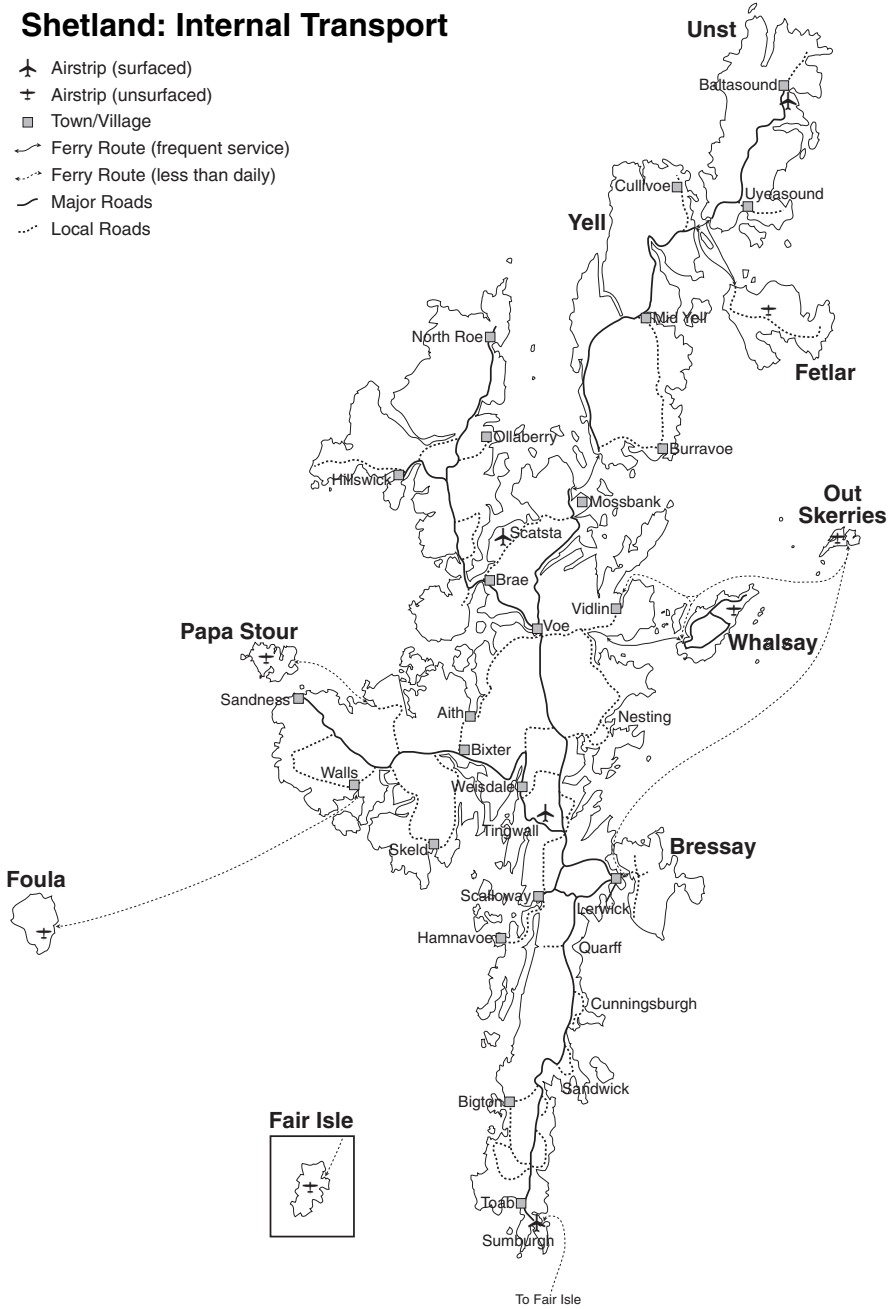 Shetland: Internal Transport
Airstrip (surfaced)
Airstrip (unsurfaced)
Town/Village
Ferry Route (frequent service)
Ferry Route (less than daily)
Major Roads
Local Roads
Unst
Baltasound
Cullivoe
Uyeasound
Yell
Mid Yell
North Roe
Fetlar
Ollaberry
Burravoe
Hillswick
Mossbank
Out
Skerries
Scatsta
Brae
Vidlin
Voe
Papa Stour
Whalsay
Sandness
Aith
Nesting
Bixter
Walls
Weisdale
Tingwall
Skeld
Bressay
Foula
Scalloway
Lerwick
Hamnavoe
Quarff
Cunningsburgh
Sandwick
Bigton
Fair Isle
Toab
Sumburgh
To Fair Isle